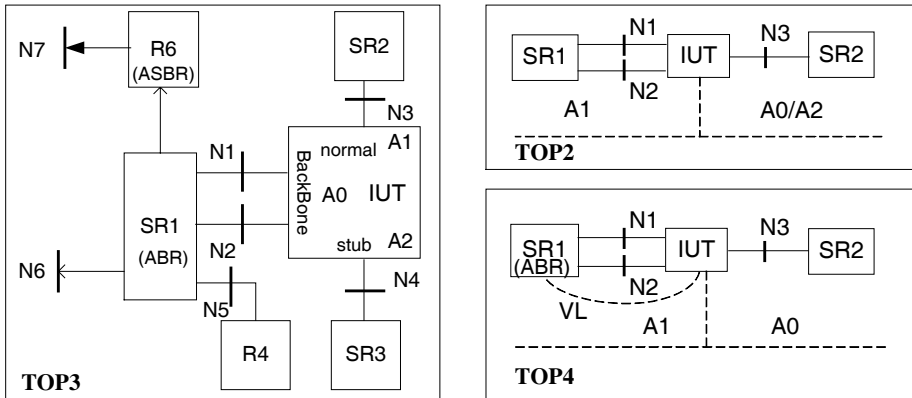 N7
R6
(ASBR)
SR2
N3
N1
normal
A1
BackBone
A0
IUT
SR1
(ABR)
stub
A2
N2
N6
N5
N4
R4
SR3
TOP3
N1
SR1
IUT
N3
SR2
N2
A1
A0/A2
TOP2
N1
SR1
(ABR)
IUT
N3
SR2
N2
VL
A1
A0
TOP4